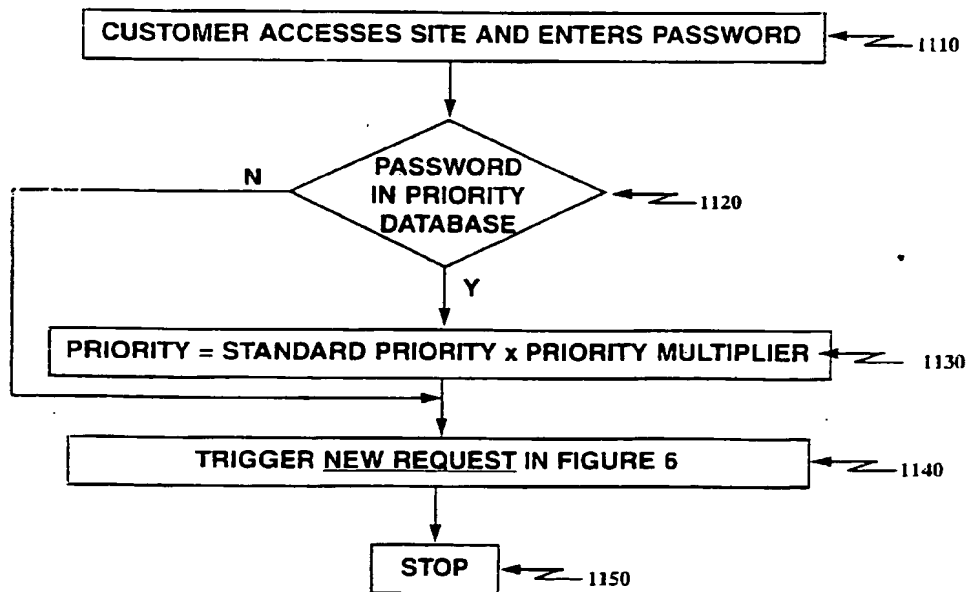 CUSTOMER ACCESSES SITE AND ENTERS PASSWORD
1110
PASSWORD
IN PRIORITY
DATABASE
N
1120
Y
PRIORITY = STANDARD PRIORITY x PRIORITY MULTIPLIER
1130
TRIGGER NEW REQUEST IN FIGURE 6
1140
STOP
1150